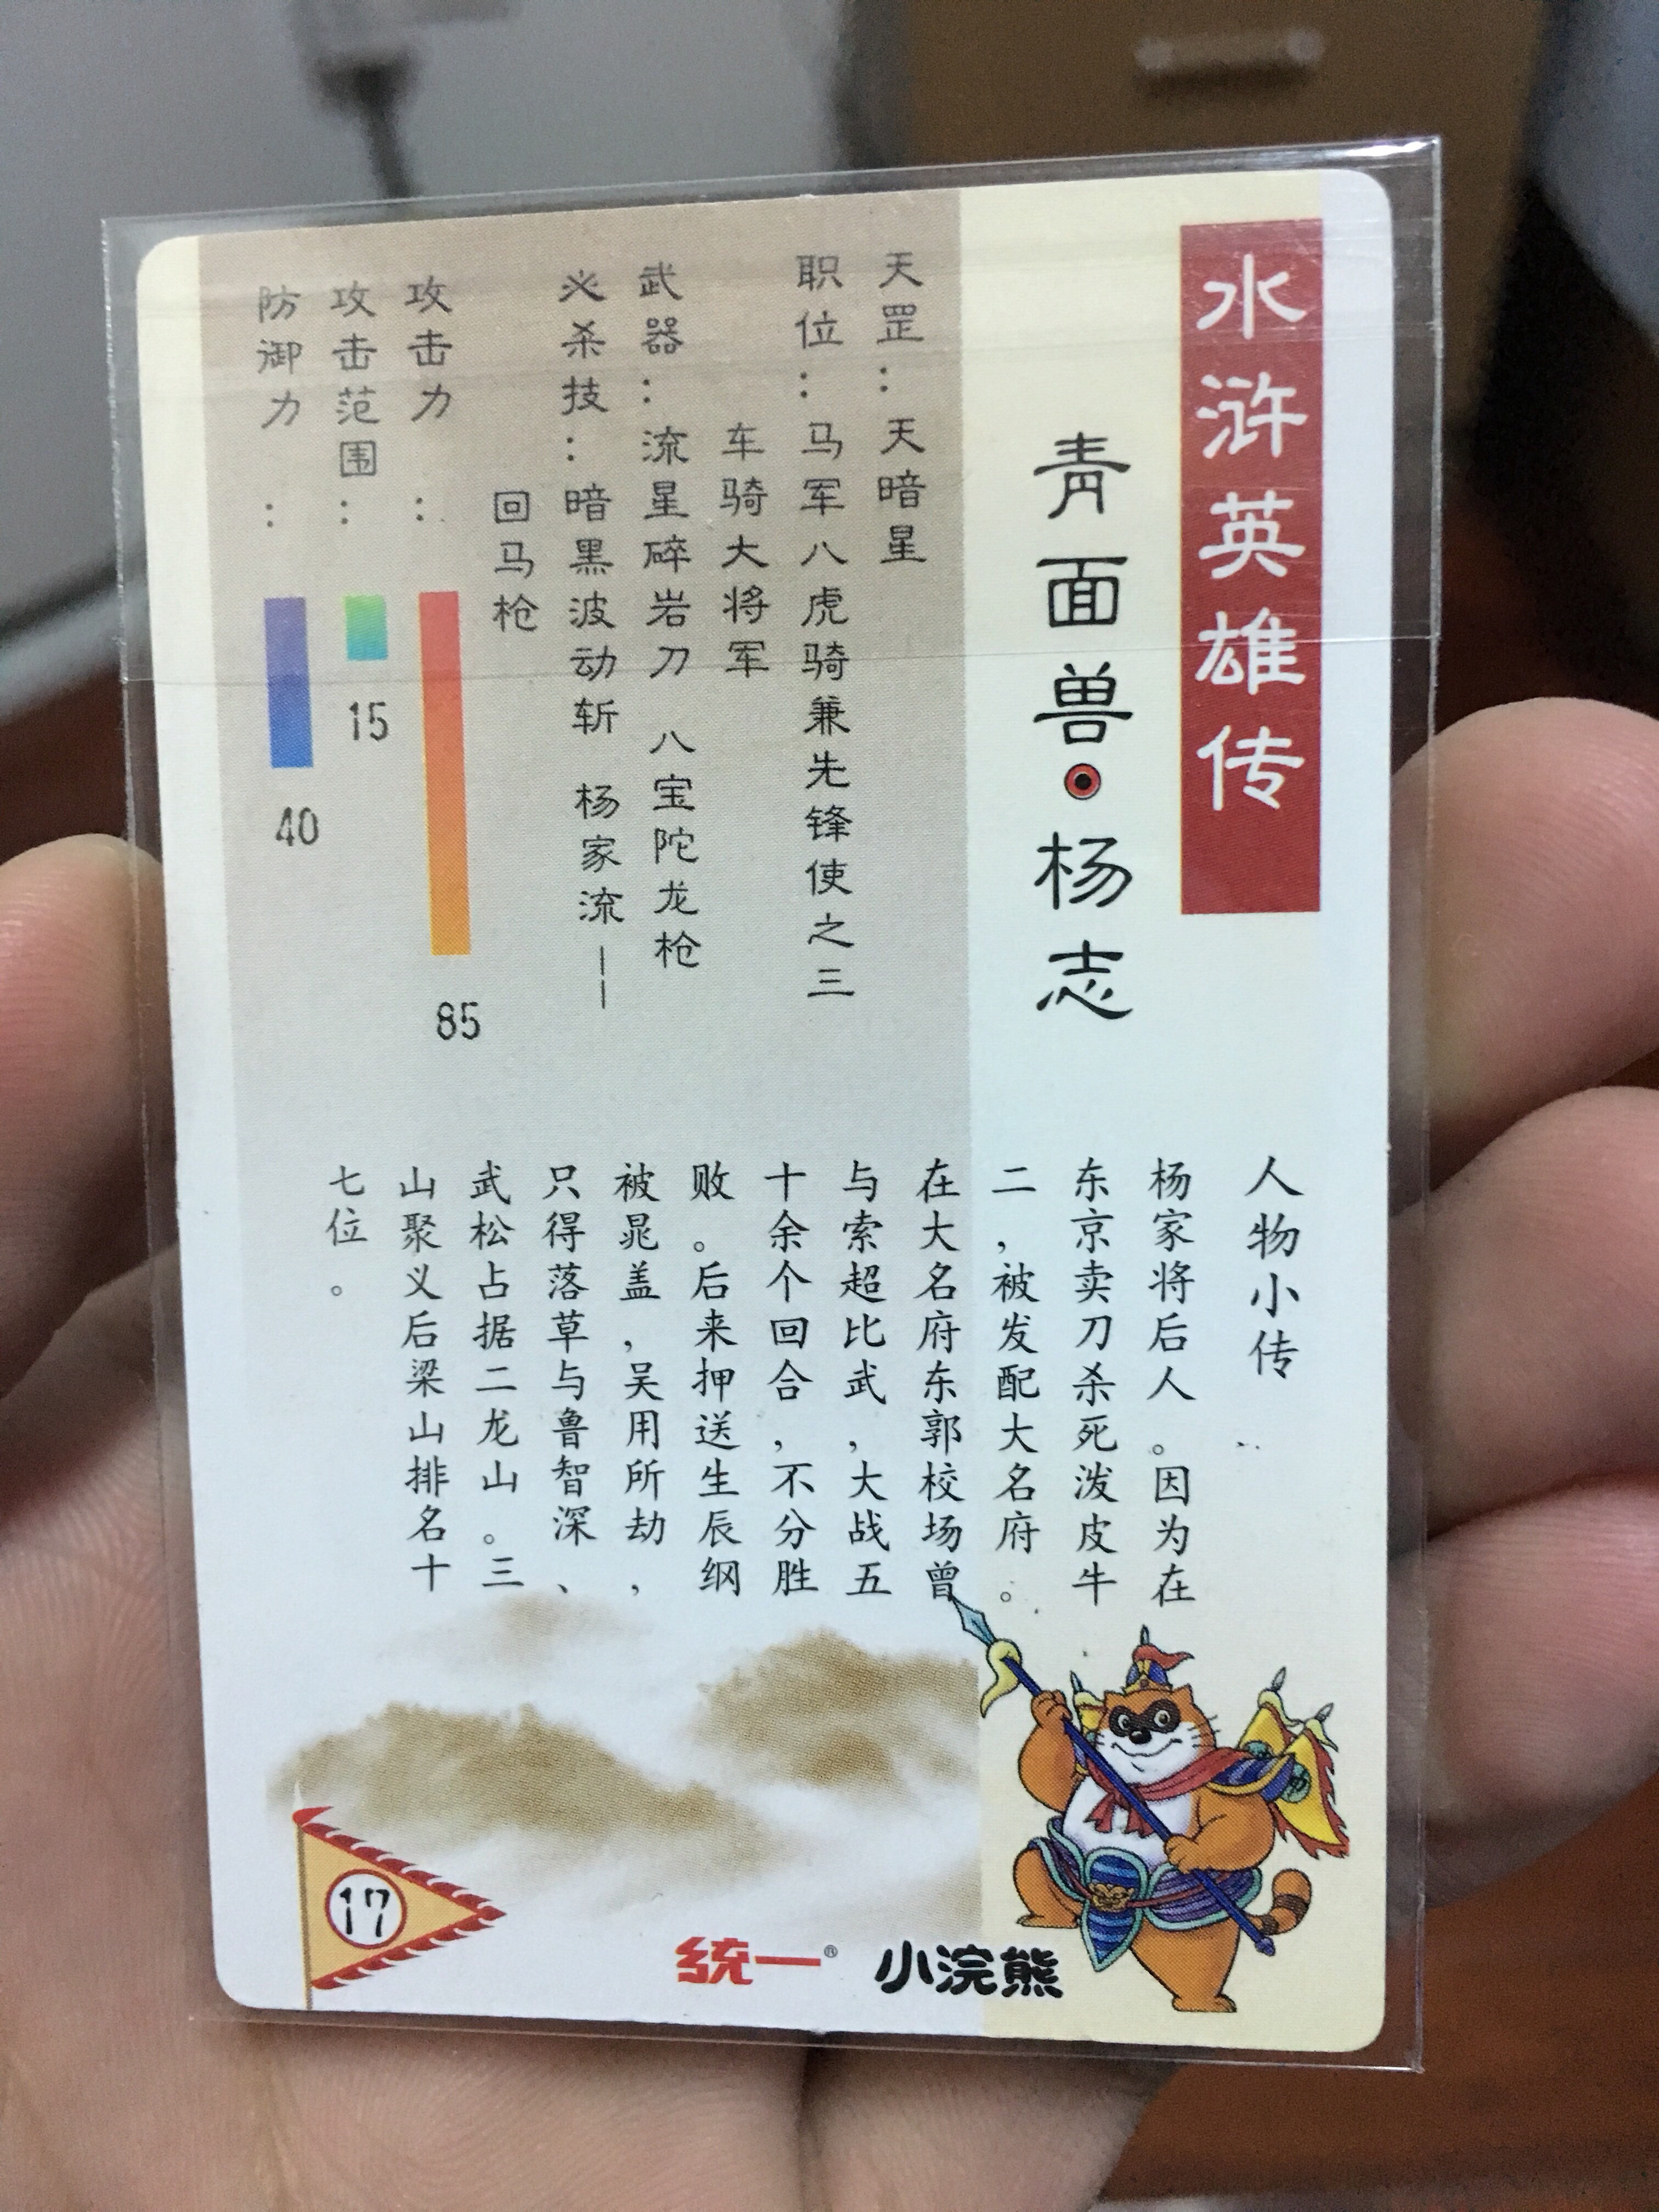 水浒英雄传
青面兽·杨志
天罡：天暗星
职位：马军八虎骑兼先锋使之三
车骑大将军
武器：流星碎岩刀 八宝陀龙枪
必杀技：暗黑波动斩 杨家流——
回马枪
攻击力：85
攻击范围：15
防御力：40
人物小传
杨家将后人。因为在
东京卖刀杀死泼皮牛
二，被发配大名府。
在大名府东郭校场曾
与索超比武，大战五
十余个回合，不分胜
败。后来押送生辰纲
被晁盖，吴用所劫，
只得落草与鲁智深、
武松占据二龙山。三
山聚义后梁山排名十
七位。
17
統一® 小浣熊